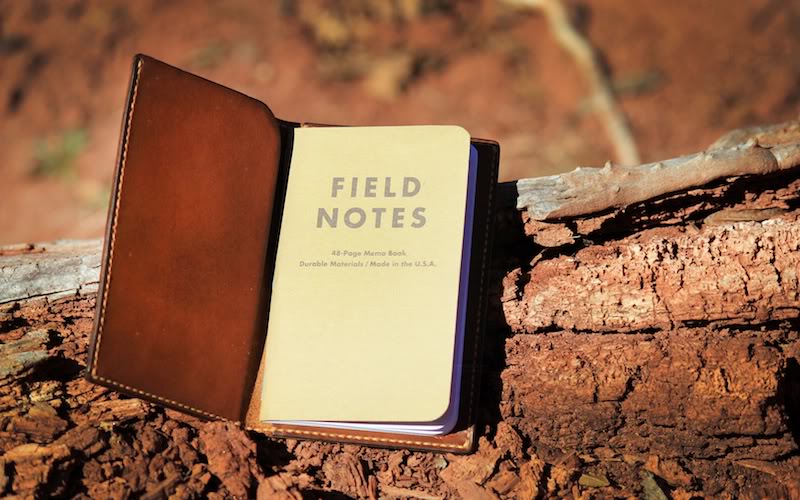 FIELD
NOTES
48-Page Memo Book
Durable Materials / Made in the U.S.A.